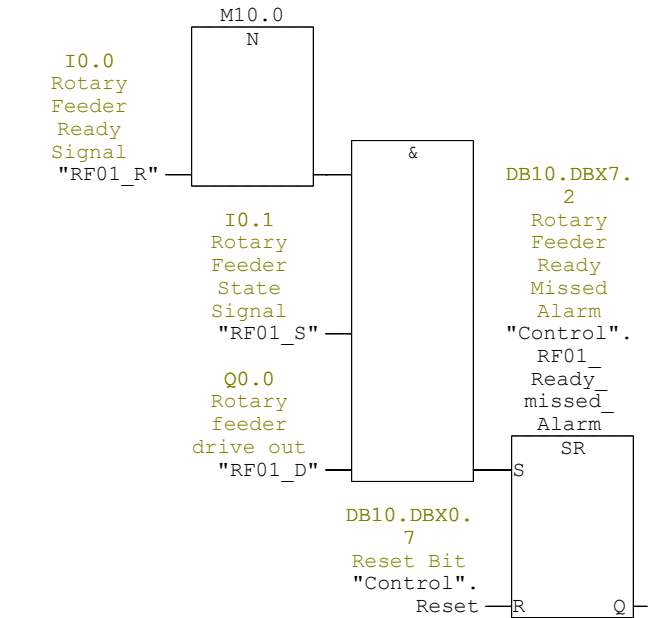 M10.0
N
I0.0
Rotary
Feeder
Ready
Signal
"RF01_R"
&
I0.1
Rotary
Feeder
State
Signal
"RF01_S"
Q0.0
Rotary
feeder
drive out
"RF01_D"
DB10.DBX7.
2
Rotary
Feeder
Ready
Missed
Alarm
"Control".
RF01_
Ready_
missed_
Alarm
SR
S
DB10.DBX0.
7
Reset Bit
"Control".
Reset
R
Q